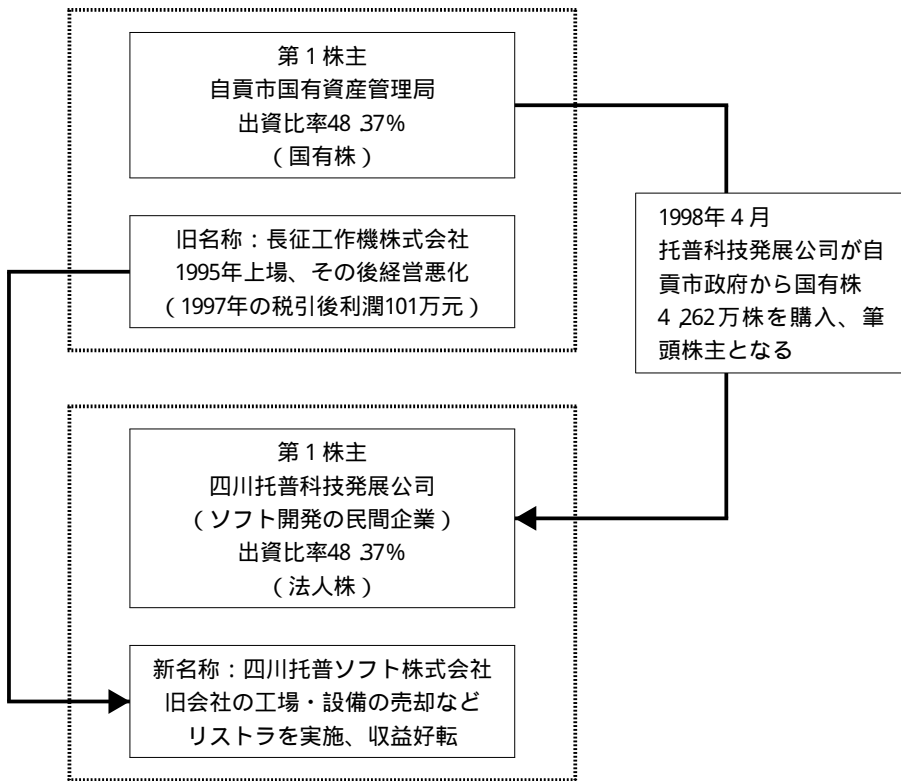 第1株主
自貢市国有資産管理局
出資比率48.37%
(国有株)
旧名称:長征工作機株式会社
1995年上場、その後経営悪化
(1997年の税引後利潤101万元)
1998年4月
托普科技発展公司が自
貢市政府から国有株
4,262万株を購入、筆
頭株主となる
第1株主
四川托普科技発展公司
(ソフト開発の民間企業)
出資比率48.37%
(法人株)
新名称:四川托普ソフト株式会社
旧会社の工場・設備の売却など
リストラを実施、収益好転